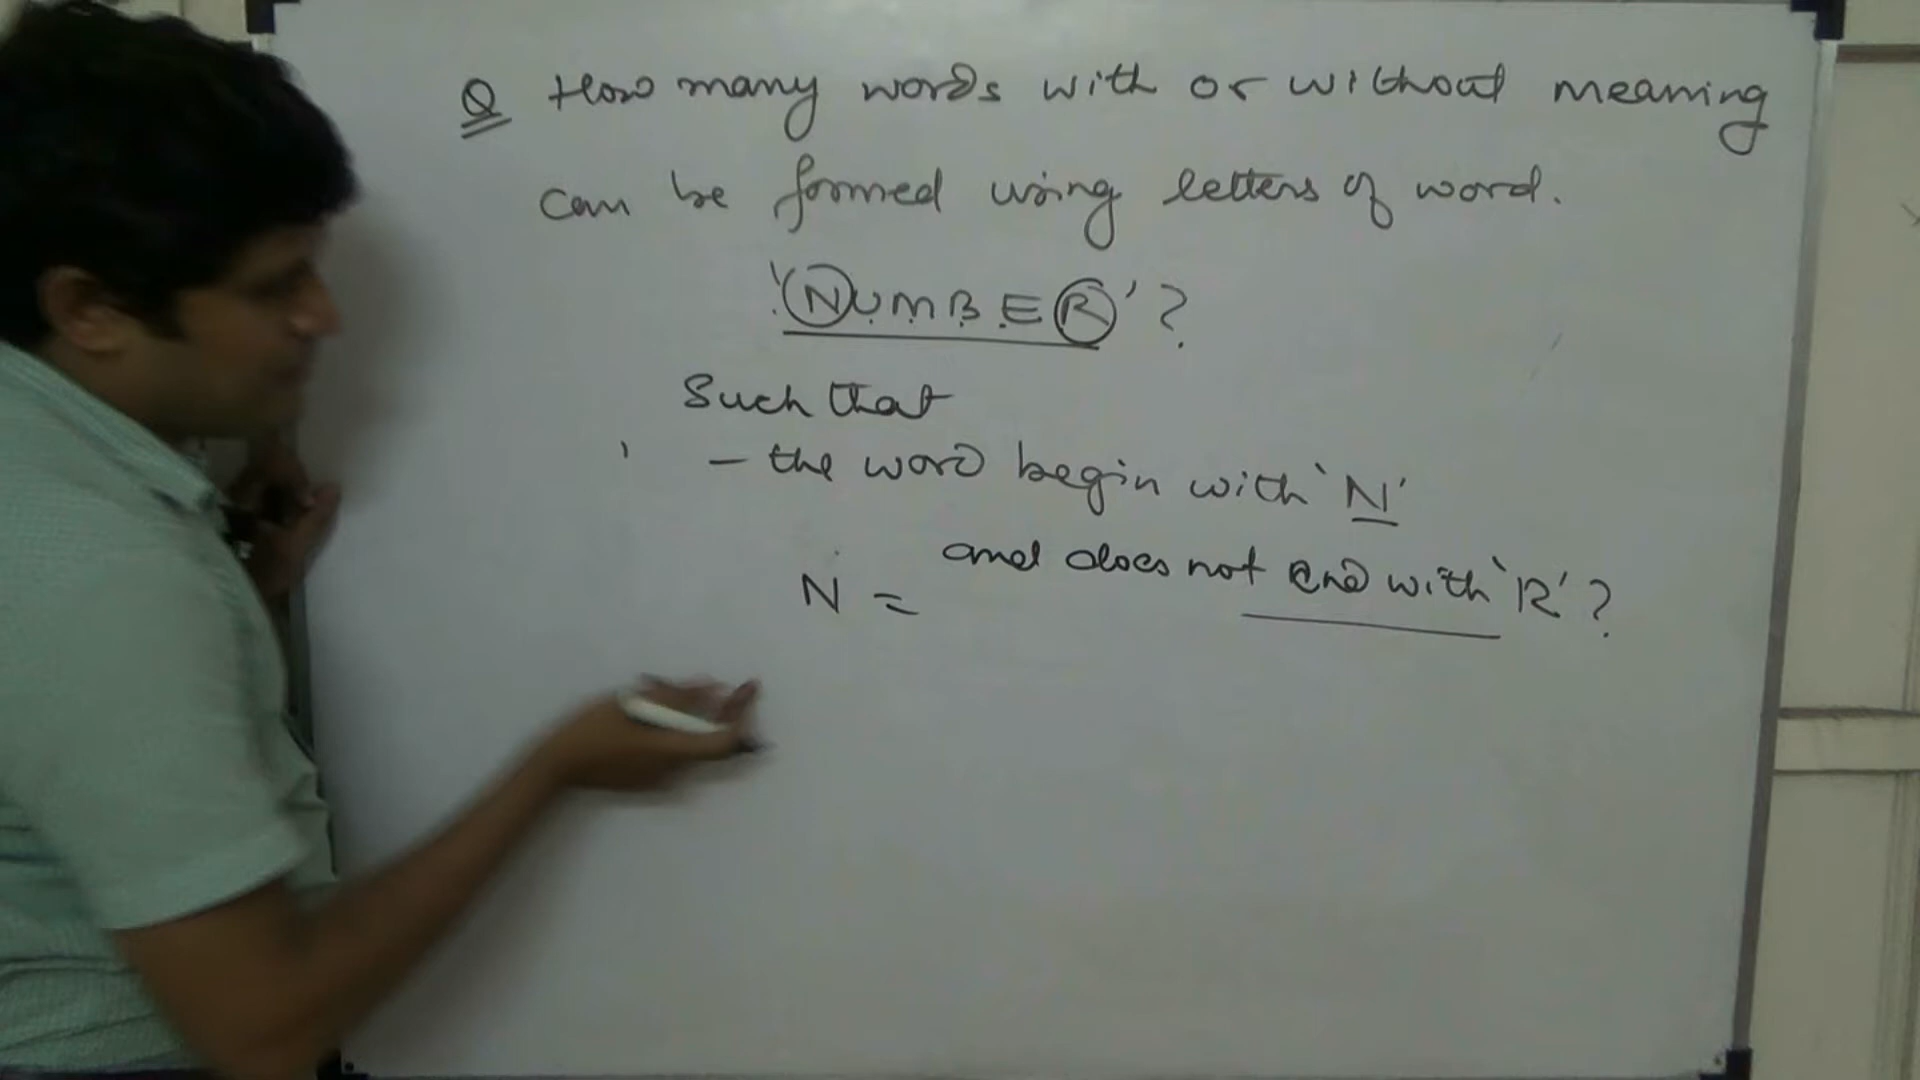 Q How many words with or without meaning
can be formed using letters of word.
'NUMBER' ?
Such that
- the word begin with 'N'
and does not end with 'R' ?
N =